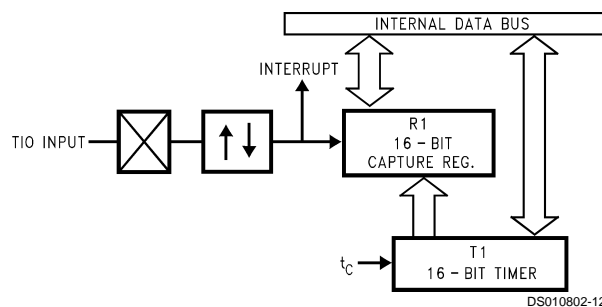 INTERNAL DATA BUS
INTERRUPT
TIO INPUT
R1
16 - BIT
CAPTURE REG.
tC
T1
16 - BIT TIMER
DS010802-12